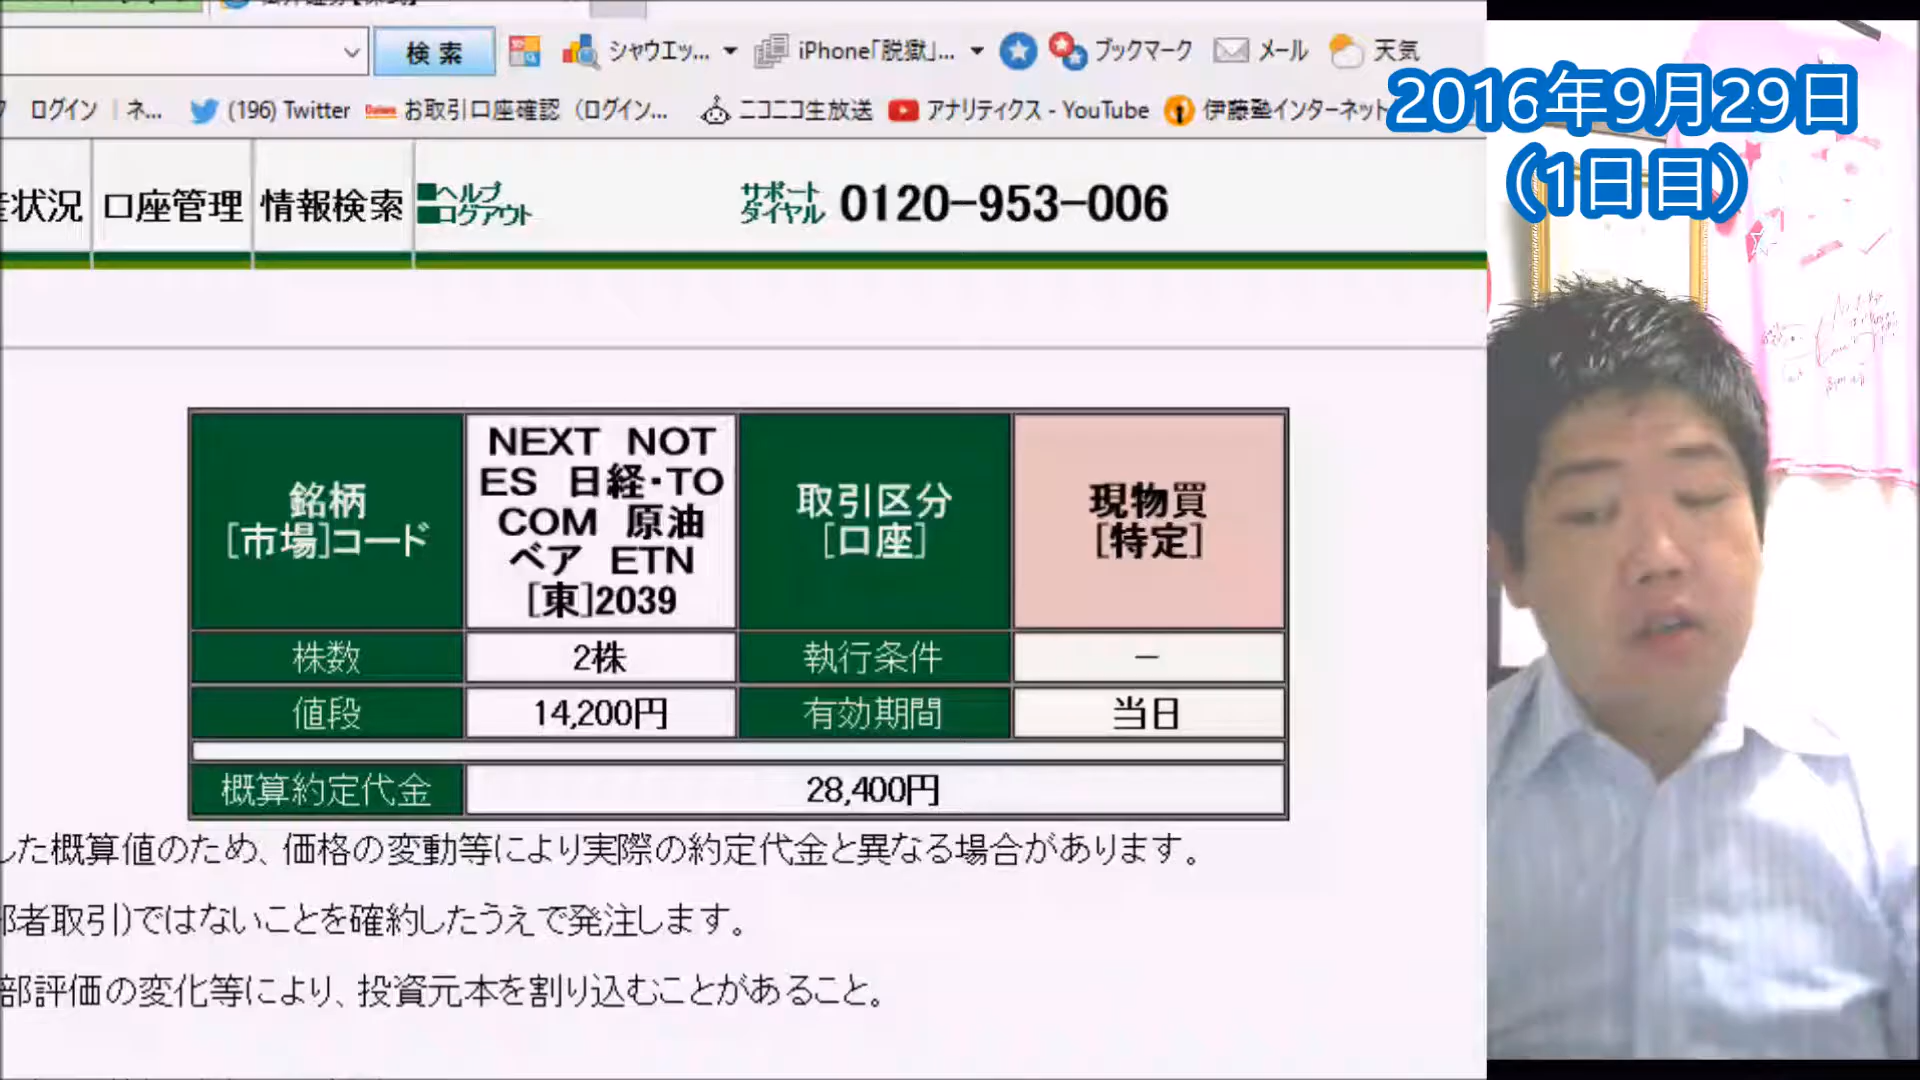 検索
シャウエッ...
iPhone「脱獄」...
ブックマーク
メール
天気
ログイン
ネ...
(196) Twitter
お取引口座確認（ログイン...
ニコニコ生放送
アナリティクス - YouTube
伊藤塾インターネット
2016年9月29日
(1日目)
状況
口座管理
情報検索
■ヘルプ
■ログアウト
サポート
ダイヤル
0120-953-006
銘柄
[市場]コード
NEXT NOT
ES 日経・TO
COM 原油
ベア ETN
[東]2039
取引区分
[口座]
現物買
[特定]
株数
2株
執行条件
－
値段
14,200円
有効期間
当日
概算約定代金
28,400円
した概算値のため、価格の変動等により実際の約定代金と異なる場合があります。
者取引)ではないことを確約したうえで発注します。
部評価の変化等により、投資元本を割り込むことがあること。